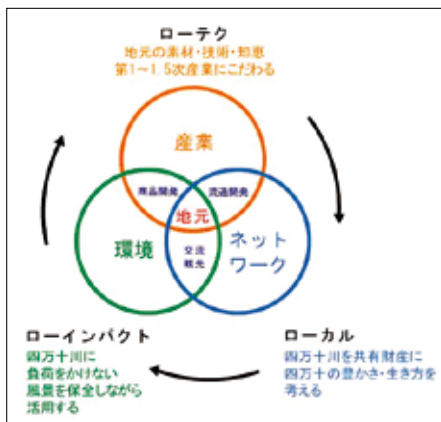 ローテク
地元の素材・技術・知恵
第1〜1.5次産業にこだわる
産業
商品開発
流通開発
地元
環境
交流
観光
ネット
ワーク
ローインパクト
四万十川に
負荷をかけない
風景を保全しながら
活用する
ローカル
四万十川を共有財産に
四万十の豊かさ・生き方を
考える